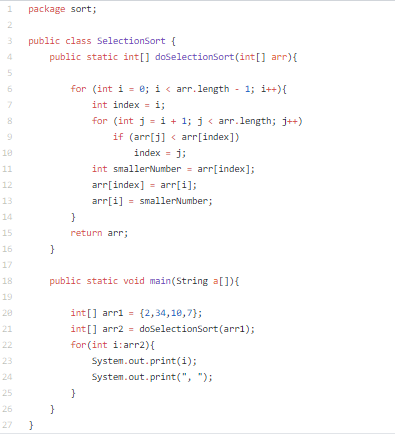 1 package sort;
2
3 public class SelectionSort {
4     public static int[] doSelectionSort(int[] arr){
5
6         for (int i = 0; i < arr.length - 1; i++){
7             int index = i;
8             for (int j = i + 1; j < arr.length; j++)
9                 if (arr[j] < arr[index])
10                     index = j;
11             int smallerNumber = arr[index];
12             arr[index] = arr[i];
13             arr[i] = smallerNumber;
14         }
15         return arr;
16     }
17
18     public static void main(String a[]){
19
20         int[] arr1 = {2,34,10,7};
21         int[] arr2 = doSelectionSort(arr1);
22         for(int i:arr2){
23             System.out.print(i);
24             System.out.print(", ");
25         }
26     }
27 }